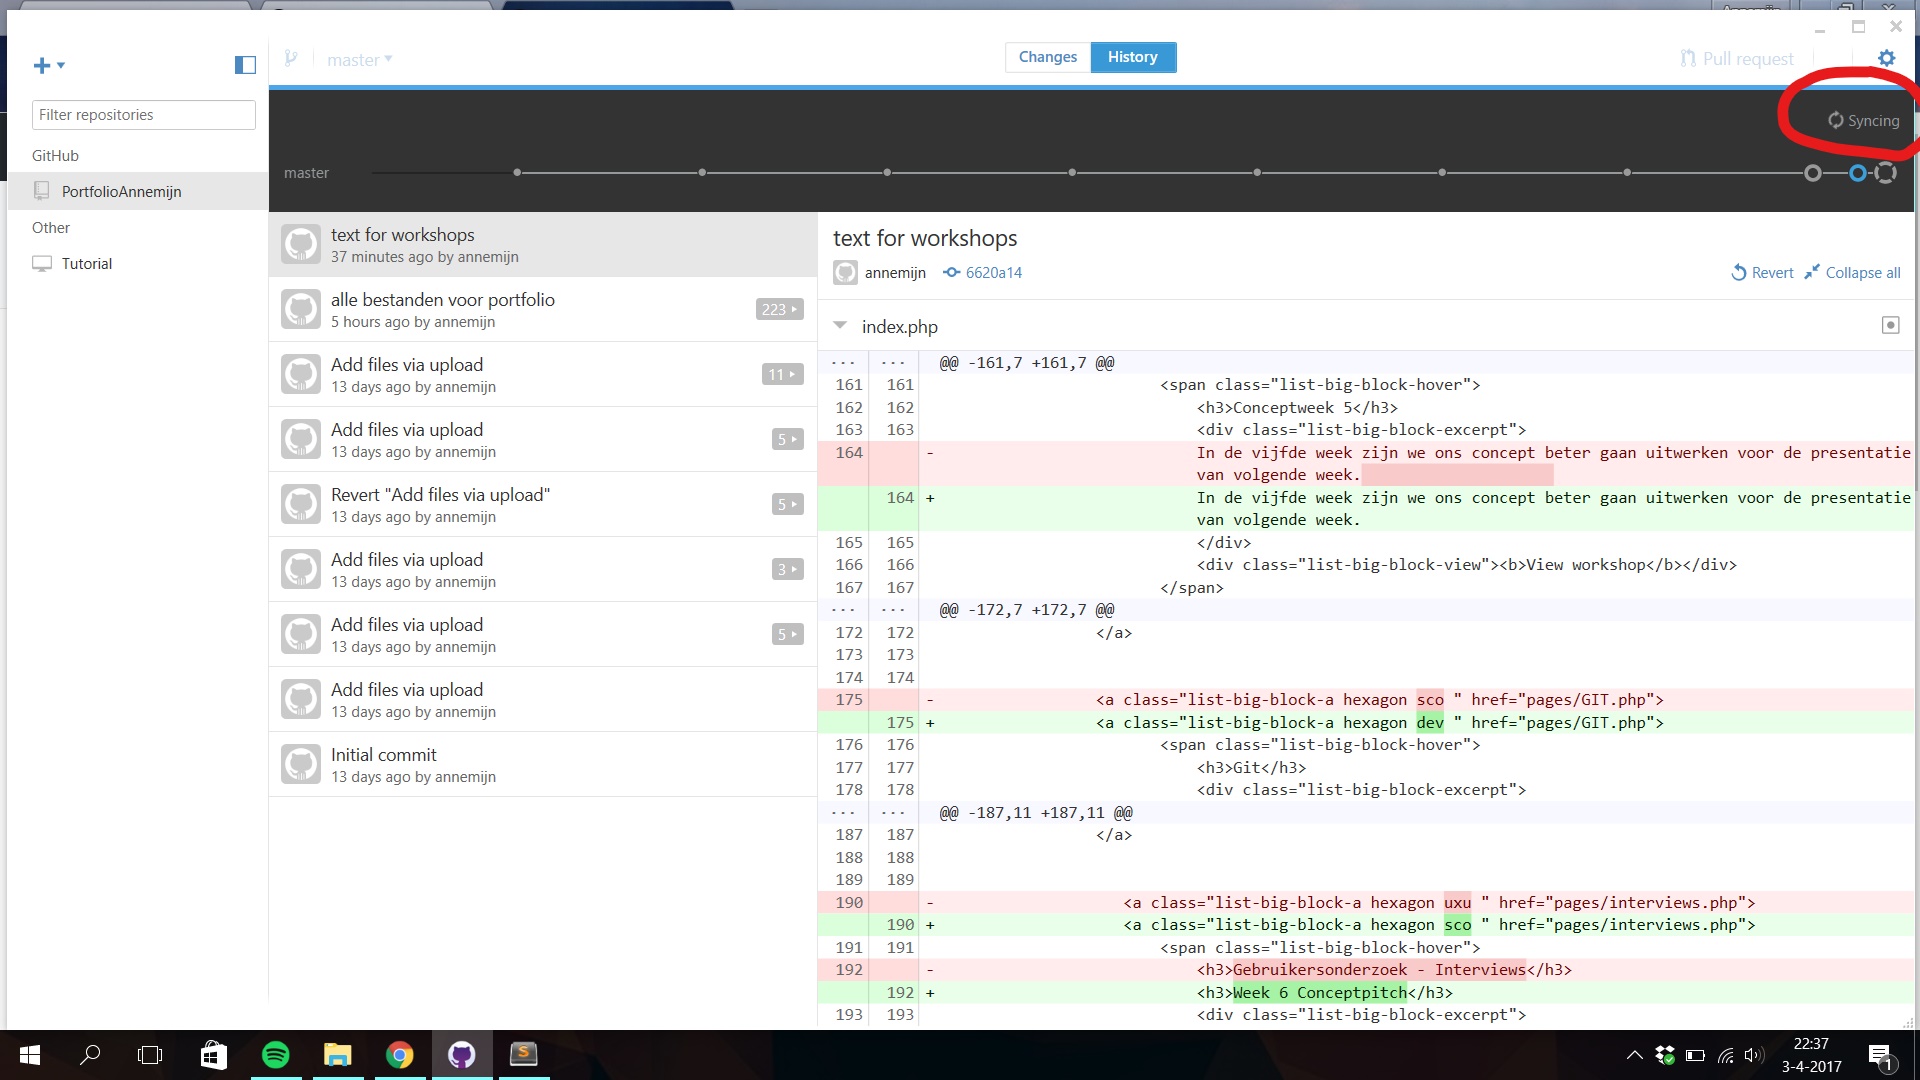 master
Changes
History
Pull request
Filter repositories
GitHub
PortfolioAnnemijn
Other
Tutorial
Syncing
master
text for workshops
37 minutes ago by annemijn
alle bestanden voor portfolio
5 hours ago by annemijn
223
Add files via upload
13 days ago by annemijn
11
Add files via upload
13 days ago by annemijn
5
Revert "Add files via upload"
13 days ago by annemijn
5
Add files via upload
13 days ago by annemijn
3
Add files via upload
13 days ago by annemijn
5
Add files via upload
13 days ago by annemijn
Initial commit
13 days ago by annemijn
text for workshops
annemijn 6620a14
Revert Collapse all
index.php
... ... @@ -161,7 +161,7 @@
161 161 <span class="list-big-block-hover">
162 162 <h3>Conceptweek 5</h3>
163 163 <div class="list-big-block-excerpt">
164 - In de vijfde week zijn we ons concept beter gaan uitwerken voor de presentatie
van volgende week.
164 + In de vijfde week zijn we ons concept beter gaan uitwerken voor de presentatie
van volgende week.
165 165 </div>
166 166 <div class="list-big-block-view"><b>View workshop</b></div>
167 167 </span>
... ... @@ -172,7 +172,7 @@
172 172 </a>
173 173
174 174
175 - <a class="list-big-block-a hexagon sco " href="pages/GIT.php">
175 + <a class="list-big-block-a hexagon dev " href="pages/GIT.php">
176 176 <span class="list-big-block-hover">
177 177 <h3>Git</h3>
178 178 <div class="list-big-block-excerpt">
... ... @@ -187,11 +187,11 @@
187 187 </a>
188 188
189 189
190 - <a class="list-big-block-a hexagon uxu " href="pages/interviews.php">
190 + <a class="list-big-block-a hexagon sco " href="pages/interviews.php">
191 191 <span class="list-big-block-hover">
192 - <h3>Gebruikersonderzoek - Interviews</h3>
192 + <h3>Week 6 Conceptpitch</h3>
193 193 <div class="list-big-block-excerpt">
22:37
3-4-2017
1